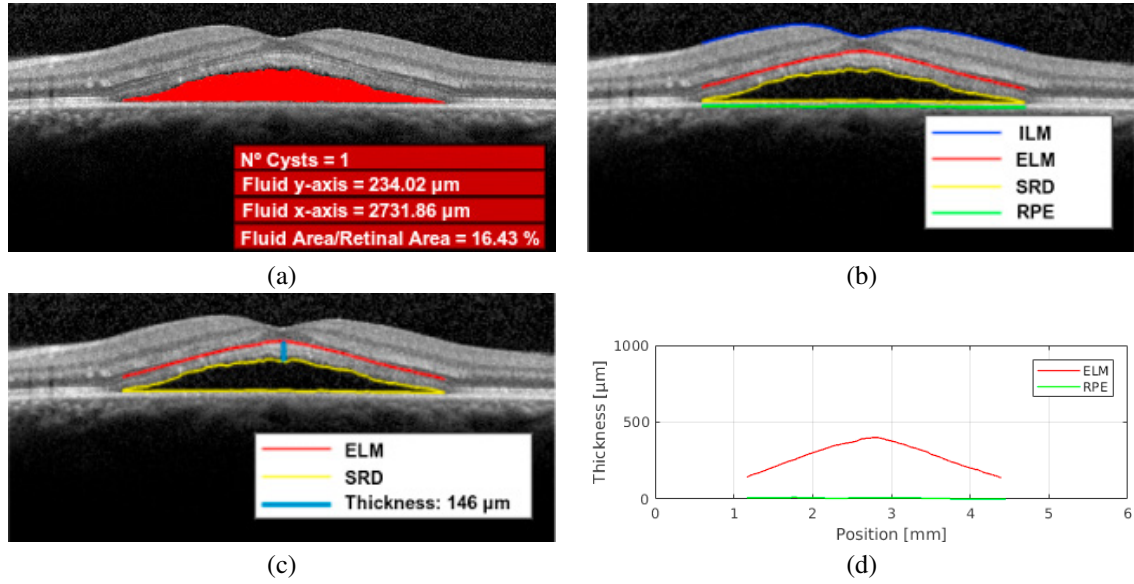 Nº Cysts = 1
Fluid y-axis = 234.02 µm
Fluid x-axis = 2731.86 µm
Fluid Area/Retinal Area = 16.43 %
(a)
ILM
ELM
SRD
RPE
(b)
ELM
SRD
Thickness: 146 µm
(c)
1000
500
0
Thickness [µm]
ELM
RPE
0 1 2 3 4 5 6
Position [mm]
(d)